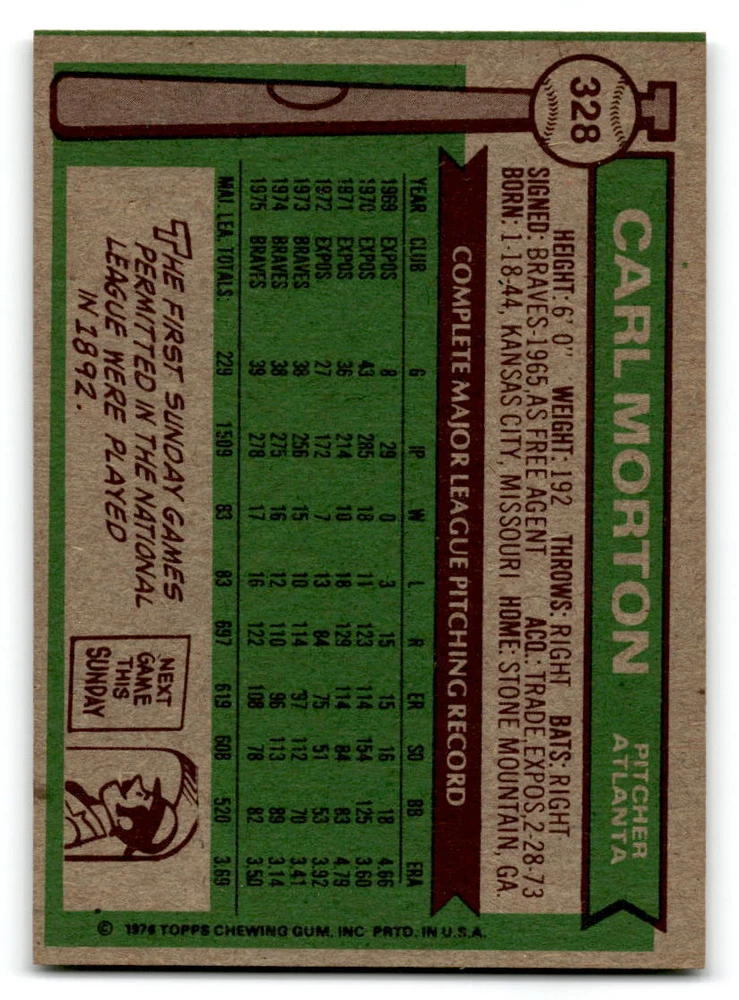 328
CARL MORTON
PITCHER
ATLANTA
HEIGHT: 6' 0" WEIGHT: 192 THROWS: RIGHT BATS: RIGHT
SIGNED: BRAVES-1965 AS FREE AGENT ACQ.: TRADE, EXPOS, 2-28-73
BORN: 1-18-44, KANSAS CITY, MISSOURI HOME: STONE MOUNTAIN, GA.
COMPLETE MAJOR LEAGUE PITCHING RECORD
YEAR CLUB G IP W L R ER SO BB ERA
1969 EXPOS 8 29 0 3 15 15 16 18 4.66
1970 EXPOS 43 285 18 11 123 114 154 125 3.60
1971 EXPOS 36 214 10 18 129 114 84 83 4.79
1972 EXPOS 27 172 7 13 84 75 51 53 3.92
1973 BRAVES 38 256 15 10 114 97 112 70 3.41
1974 BRAVES 38 275 16 12 110 96 113 89 3.14
1975 BRAVES 39 278 17 16 122 108 78 82 3.50
MAJ. LEA. TOTALS: 229 1509 83 83 697 619 608 520 3.69
THE FIRST SUNDAY GAMES
PERMITTED IN THE NATIONAL
LEAGUE WERE PLAYED
IN 1892.
NEXT
GAME
THIS
SUNDAY
© 1976 TOPPS CHEWING GUM, INC. PRTD. IN U.S.A.